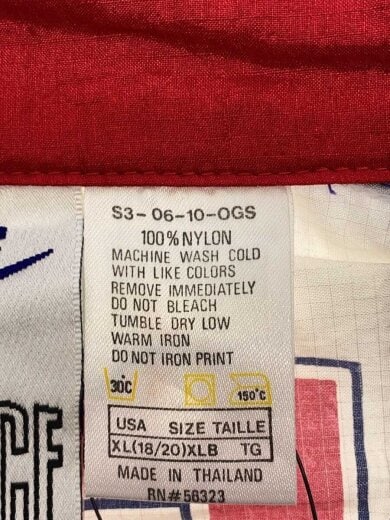 S3-06-10-OGS
100% NYLON
MACHINE WASH COLD
WITH LIKE COLORS
REMOVE IMMEDIATELY
DO NOT BLEACH
TUMBLE DRY LOW
WARM IRON
DO NOT IRON PRINT
30°C
150°C
USA SIZE TAILLE
XL(18/20)XLB TG
MADE IN THAILAND
RN#56323